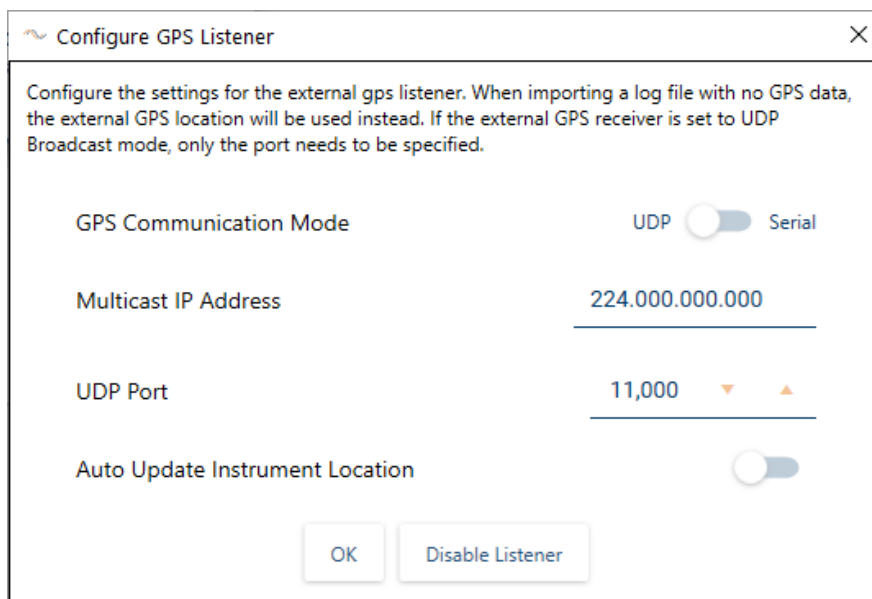 Configure GPS Listener
Configure the settings for the external gps listener. When importing a log file with no GPS data,
the external GPS location will be used instead. If the external GPS receiver is set to UDP
Broadcast mode, only the port needs to be specified.
GPS Communication Mode UDP Serial
Multicast IP Address 224.000.000.000
UDP Port 11,000
Auto Update Instrument Location
OK Disable Listener